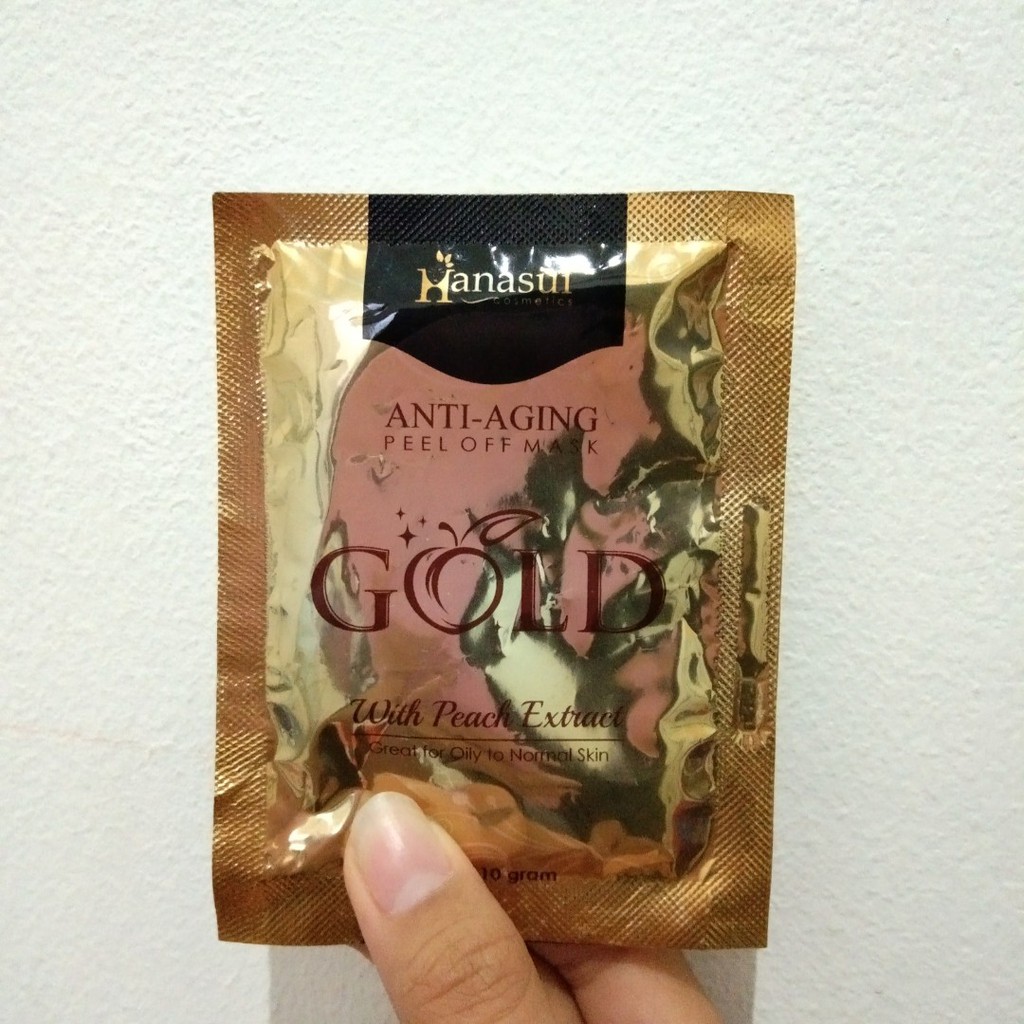 Hanasui
cosmetics
ANTI-AGING
PEEL OFF MASK
GOLD
With Peach Extract
Great for Oily to Normal Skin
10 gram